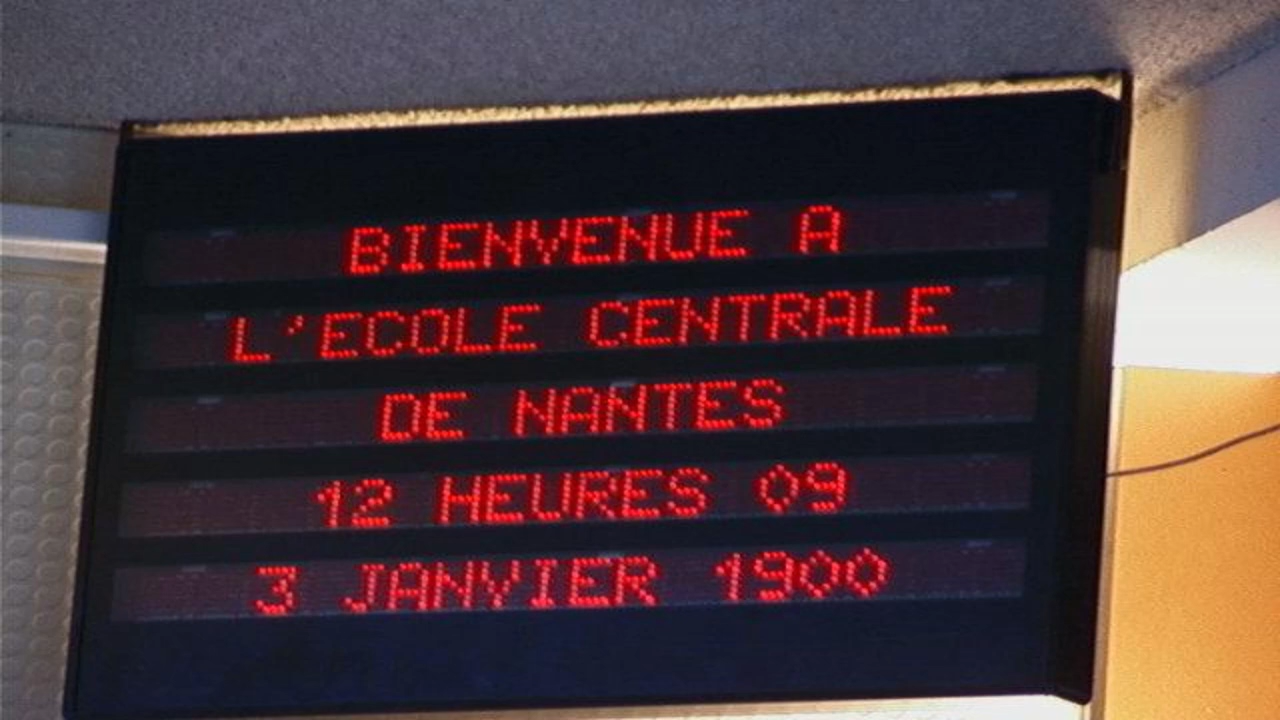 BIENVENUE A
L'ECOLE CENTRALE
DE NANTES
12 HEURES 09
3 JANVIER 1900